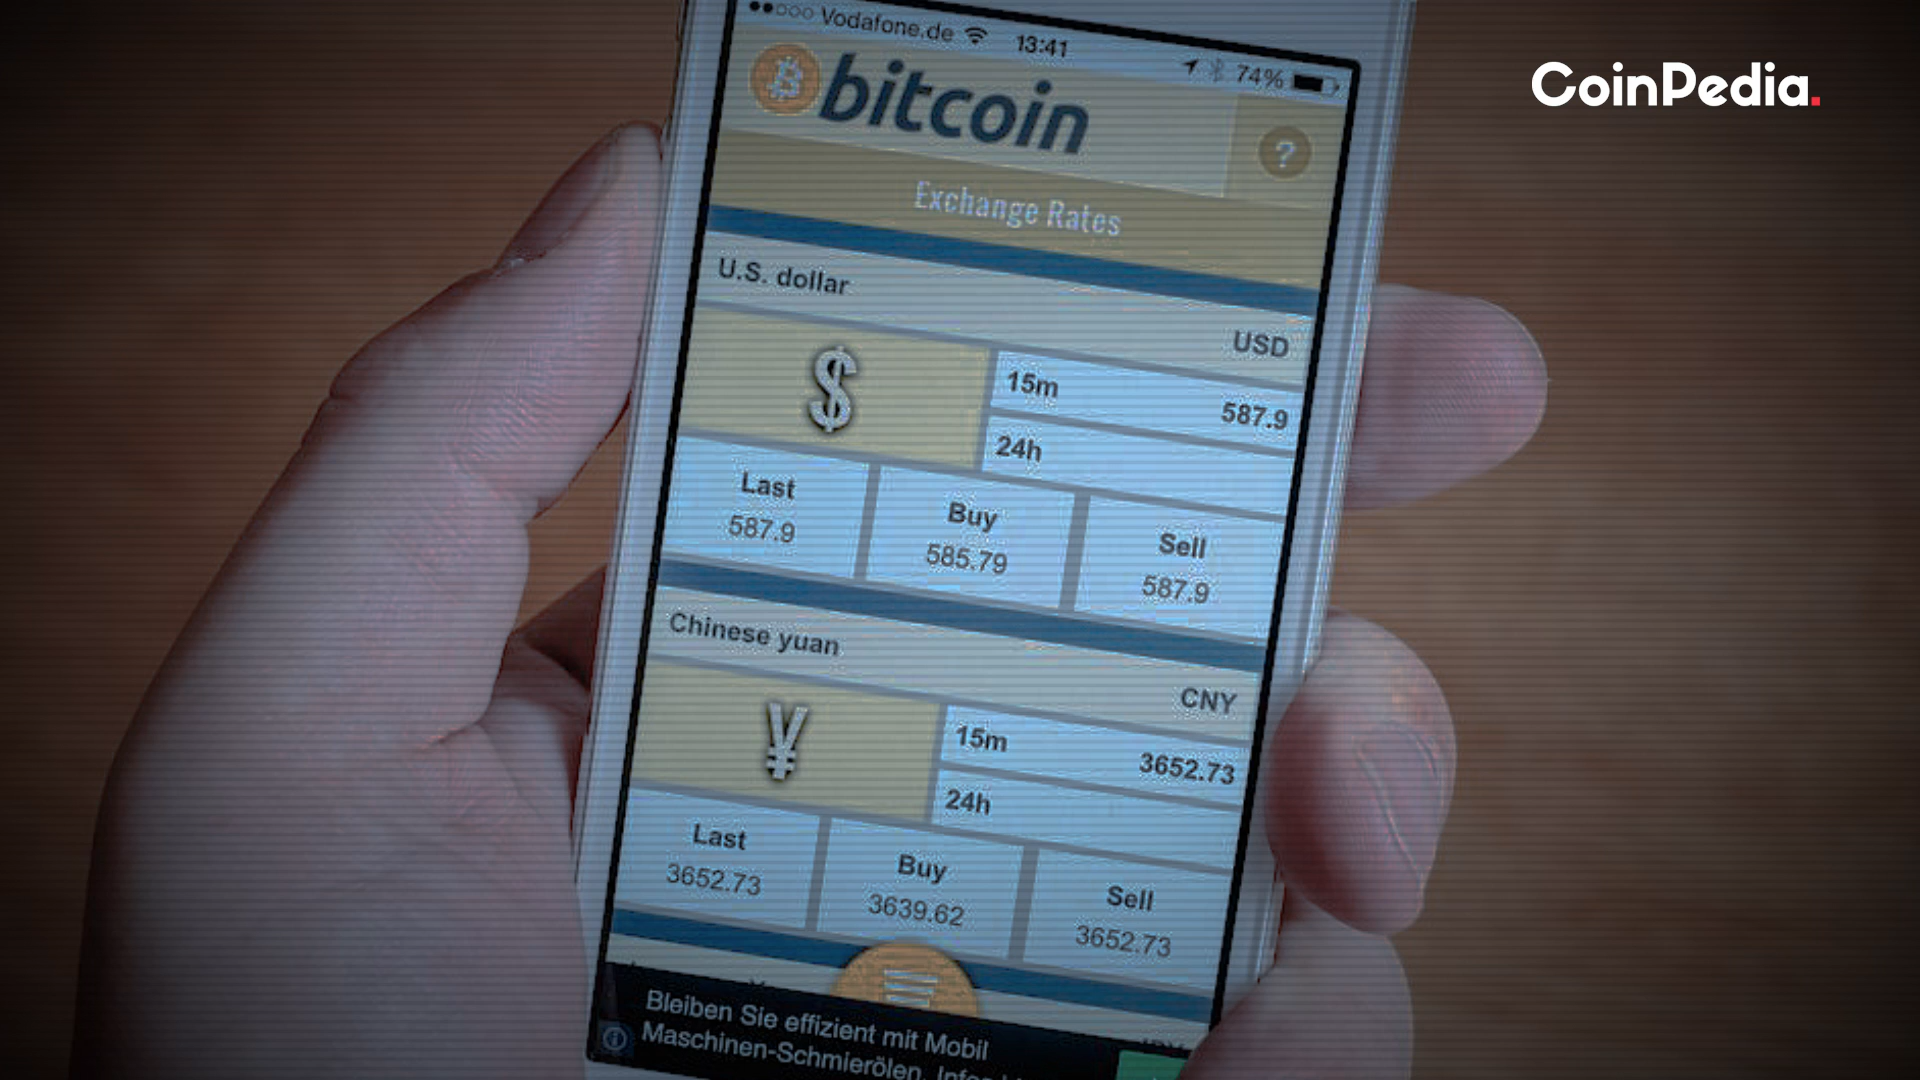 Vodafone.de 13:41 74%
CoinPedia.
bitcoin
?
Exchange Rates
U.S. dollar
USD
$
15m 587.9
24h
Last Buy Sell
587.9 585.79 587.9
Chinese yuan
CNY
¥
15m 3652.73
24h
Last Buy Sell
3652.73 3639.62 3652.73
Bleiben Sie effizient mit Mobil
Maschinen-Schmierölen.